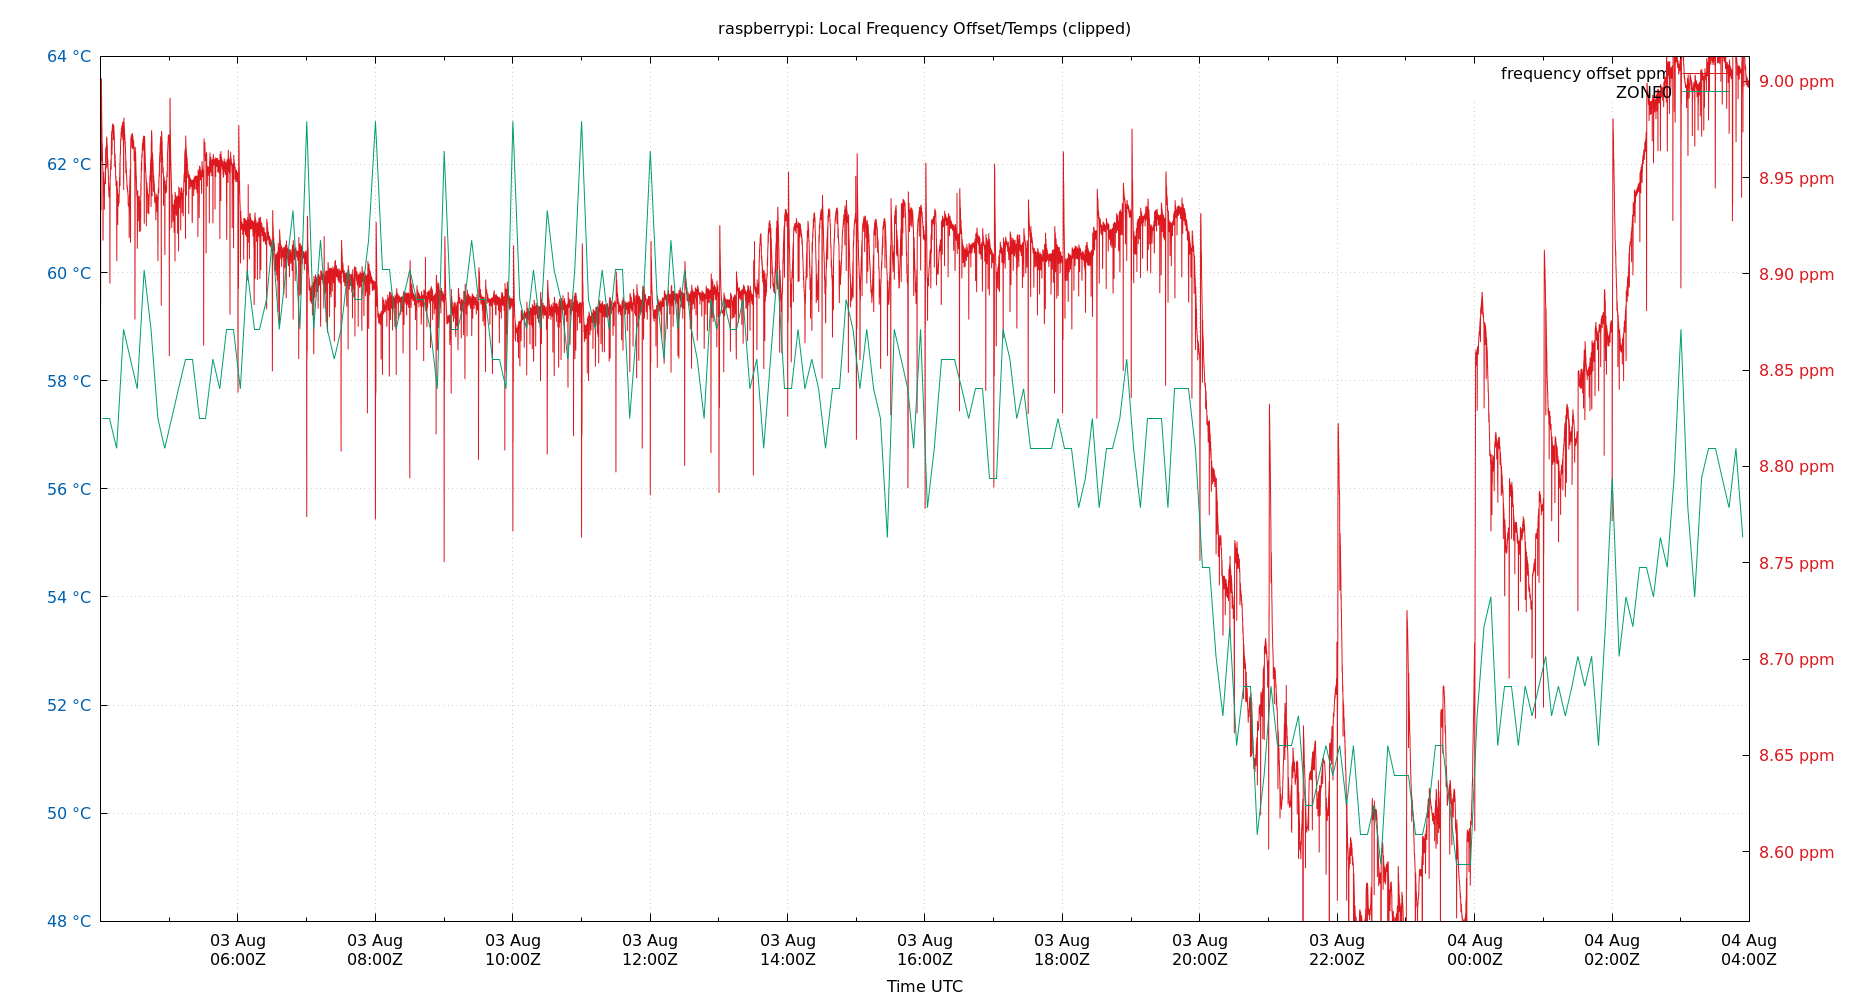 raspberrypi: Local Frequency Offset/Temps (clipped)
64 °C
62 °C
60 °C
58 °C
56 °C
54 °C
52 °C
50 °C
48 °C
frequency offset ppm
ZONE0
9.00 ppm
8.95 ppm
8.90 ppm
8.85 ppm
8.80 ppm
8.75 ppm
8.70 ppm
8.65 ppm
8.60 ppm
03 Aug
06:00Z
03 Aug
08:00Z
03 Aug
10:00Z
03 Aug
12:00Z
03 Aug
14:00Z
03 Aug
16:00Z
03 Aug
18:00Z
03 Aug
20:00Z
03 Aug
22:00Z
04 Aug
00:00Z
04 Aug
02:00Z
04 Aug
04:00Z
Time UTC